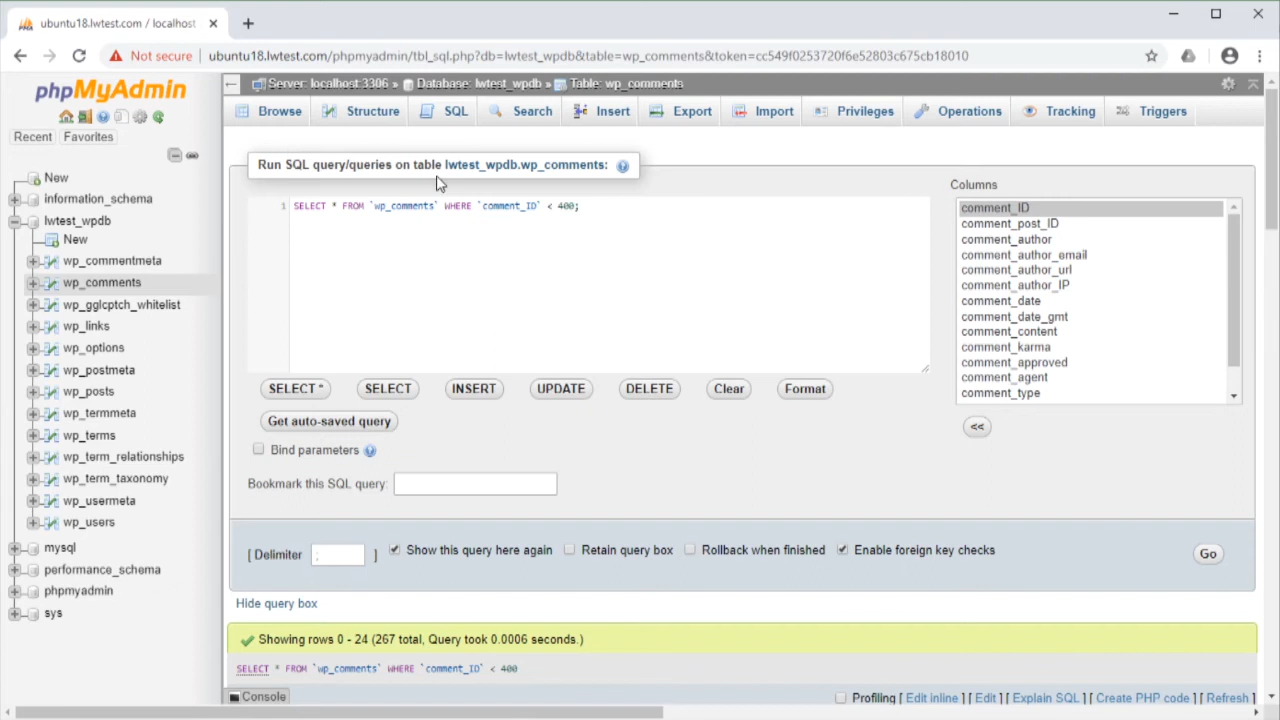 ubuntu18.lwtest.com / localhost
Not secure ubuntu18.lwtest.com/phpmyadmin/tbl_sql.php?db=lwtest_wpdb&table=wp_comments&token=cc549f0253720f6e52803c675cb18010
phpMyAdmin
Recent Favorites
New
information_schema
lwtest_wpdb
New
wp_commentmeta
wp_comments
wp_gglcptch_whitelist
wp_links
wp_options
wp_postmeta
wp_posts
wp_termmeta
wp_terms
wp_term_relationships
wp_term_taxonomy
wp_usermeta
wp_users
mysql
performance_schema
phpmyadmin
sys
Server: localhost:3306 » Database: lwtest_wpdb » Table: wp_comments
Browse Structure SQL Search Insert Export Import Privileges Operations Tracking Triggers
Run SQL query/queries on table lwtest_wpdb.wp_comments:
1 SELECT * FROM `wp_comments` WHERE `comment_ID` < 400;
SELECT * SELECT INSERT UPDATE DELETE Clear Format
Get auto-saved query
Bind parameters
Bookmark this SQL query:
Columns
comment_ID
comment_post_ID
comment_author
comment_author_email
comment_author_url
comment_author_IP
comment_date
comment_date_gmt
comment_content
comment_karma
comment_approved
comment_agent
comment_type
<<
[ Delimiter ; ] Show this query here again Retain query box Rollback when finished Enable foreign key checks Go
Hide query box
Showing rows 0 - 24 (267 total, Query took 0.0006 seconds.)
SELECT * FROM `wp_comments` WHERE `comment_ID` < 400
Console
Profiling [ Edit inline ] [ Edit ] [ Explain SQL ] [ Create PHP code ] [ Refresh ]